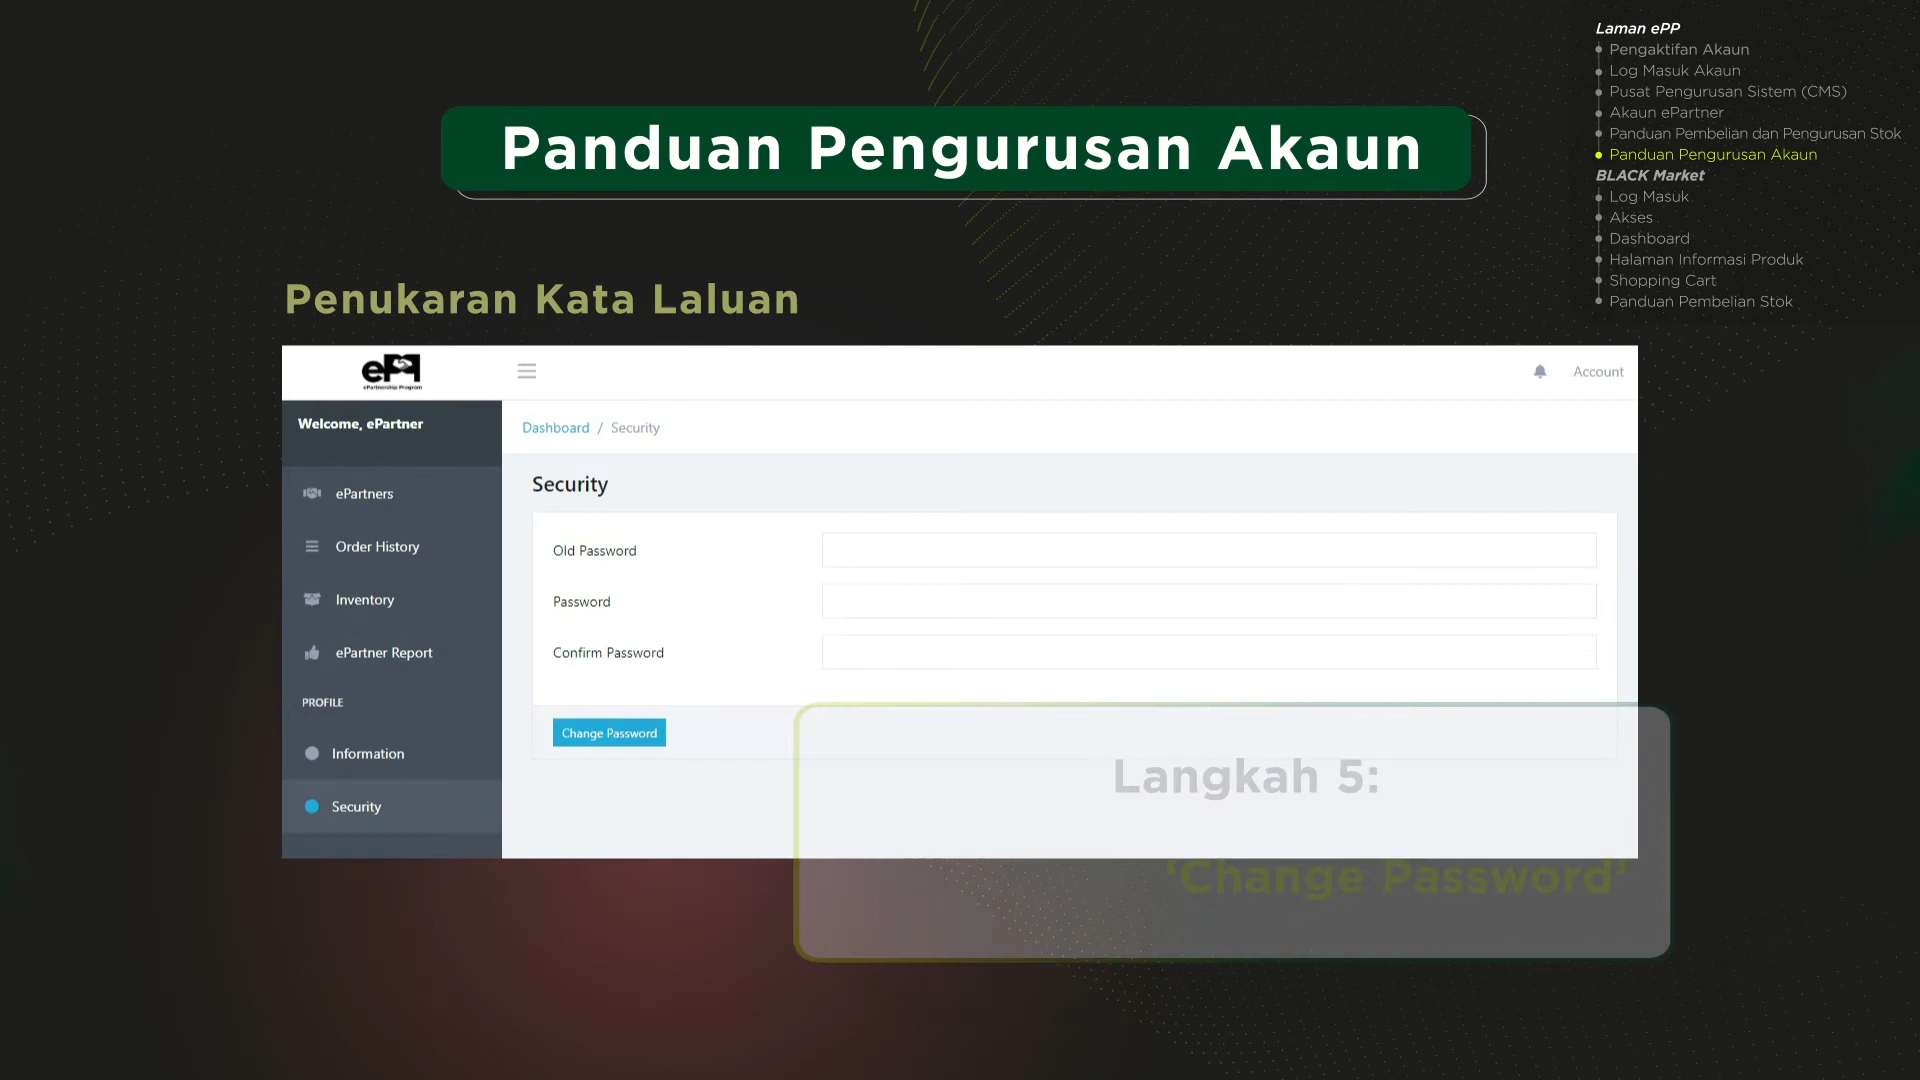 Laman ePP
Pengaktifan Akaun
Log Masuk Akaun
Pusat Pengurusan Sistem (CMS)
Akaun ePartner
Panduan Pembelian dan Pengurusan Stok
Panduan Pengurusan Akaun
BLACK Market
Log Masuk
Akses
Dashboard
Halaman Informasi Produk
Shopping Cart
Panduan Pembelian Stok
Panduan Pengurusan Akaun
Penukaran Kata Laluan
ePP
ePartnership Program
Account
Welcome, ePartner
Dashboard / Security
ePartners
Order History
Inventory
ePartner Report
PROFILE
Information
Security
Security
Old Password
Password
Confirm Password
Change Password
Langkah 5:
‘Change Password’